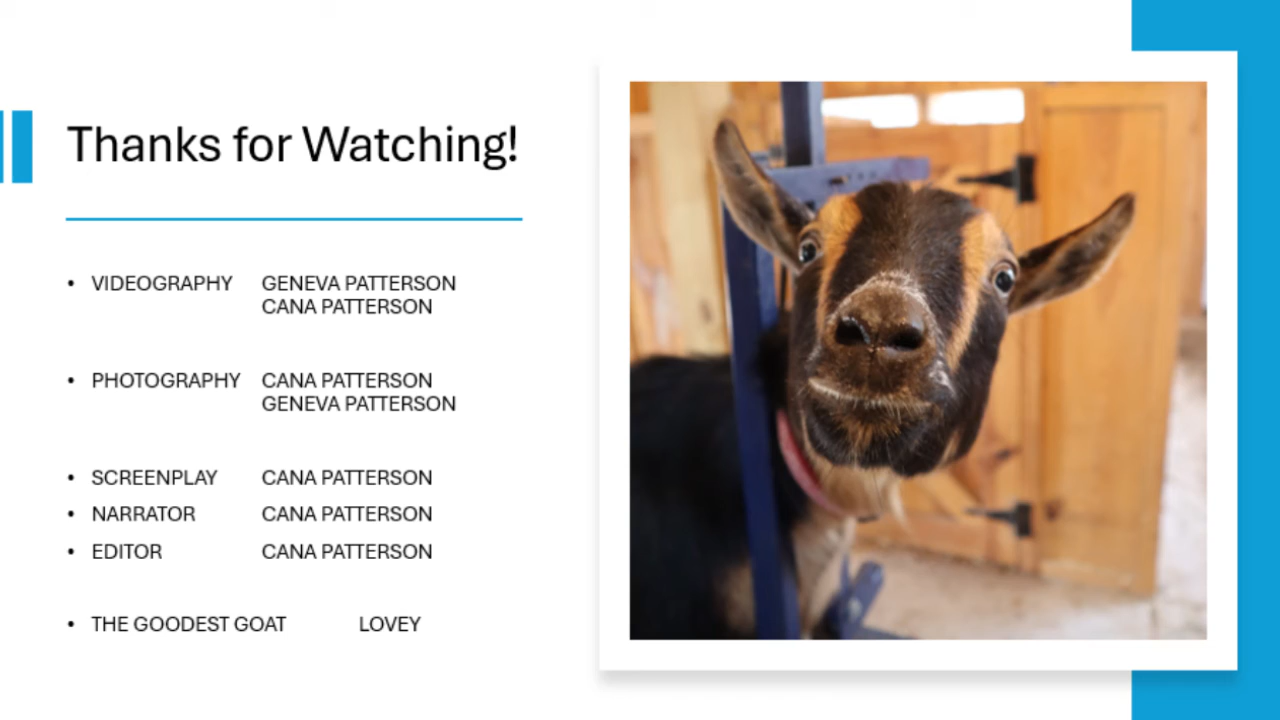 Thanks for Watching!
• VIDEOGRAPHY GENEVA PATTERSON
CANA PATTERSON
• PHOTOGRAPHY CANA PATTERSON
GENEVA PATTERSON
• SCREENPLAY CANA PATTERSON
• NARRATOR CANA PATTERSON
• EDITOR CANA PATTERSON
• THE GOODEST GOAT LOVEY